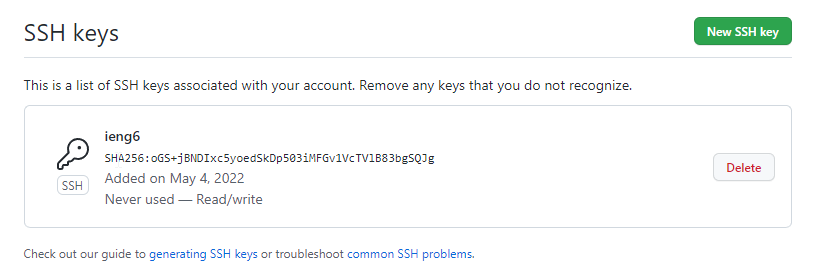 SSH keys
New SSH key
This is a list of SSH keys associated with your account. Remove any keys that you do not recognize.
ieng6
SHA256:oGS+jBNDIxc5yoedSkDp503iMFGv1VcTVlB83bgSQJg
SSH
Added on May 4, 2022
Delete
Never used — Read/write
Check out our guide to generating SSH keys or troubleshoot common SSH problems.